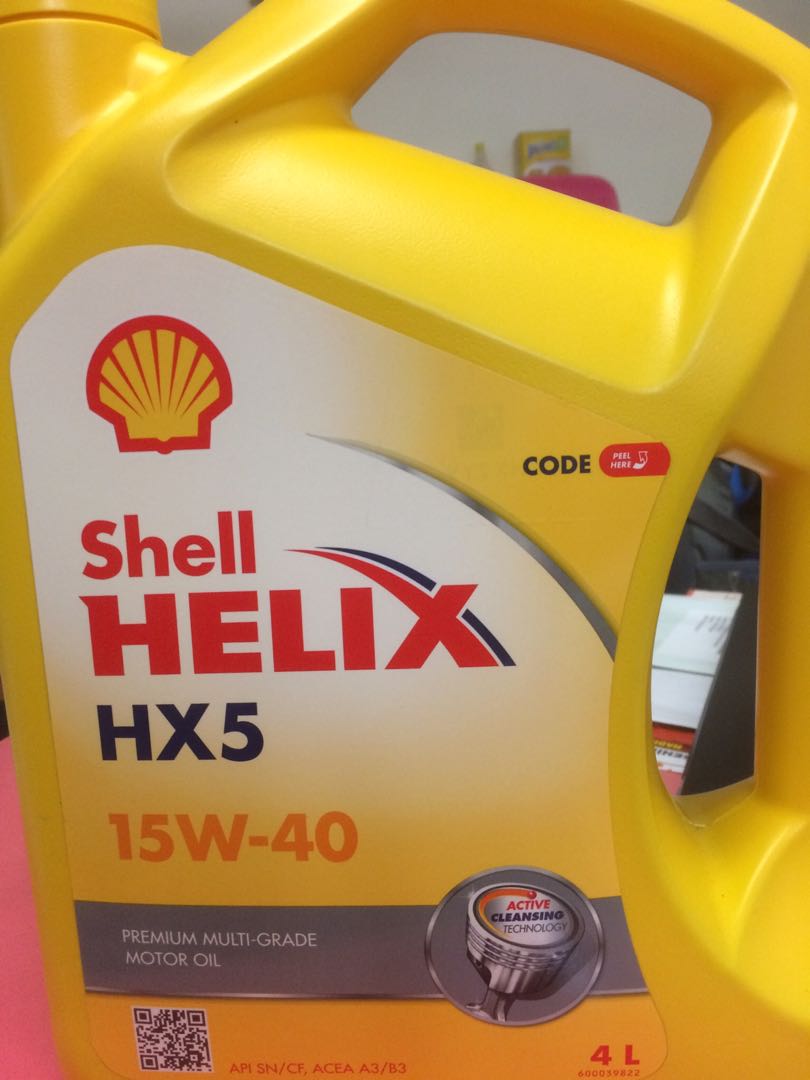 CODE
PEEL
HERE
Shell
HELIX
HX5
15W-40
ACTIVE
CLEANSING
TECHNOLOGY
PREMIUM MULTI-GRADE
MOTOR OIL
API SN/CF, ACEA A3/B3
4 L
600039822